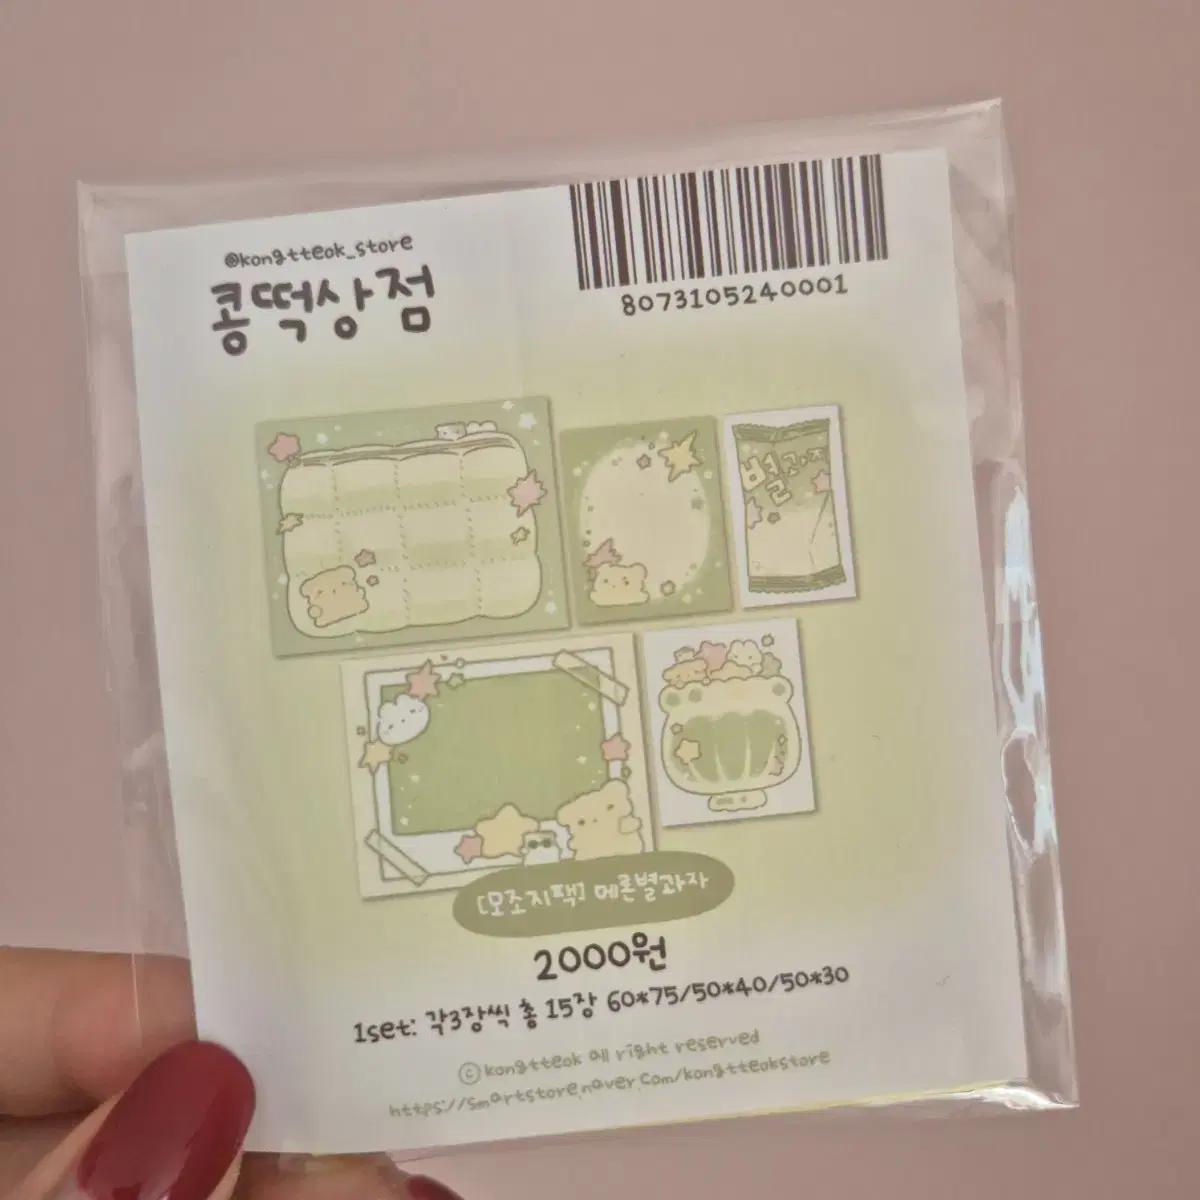 @kongtteok_store
콩떡상점
8073105240001
별과자
[모조지팩] 메론별과자
2000원
1set: 각3장씩 총 15장 60*75/50*40/50*30
ⓒkongtteok all right reserved
https://smartstore.naver.com/kongtteokstore